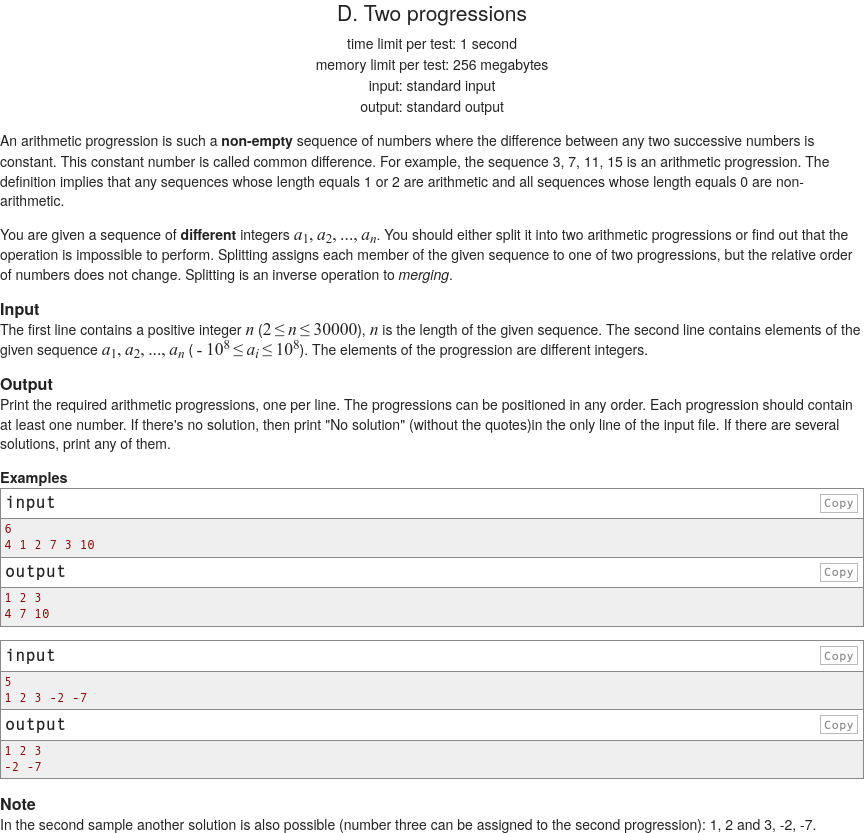 D. Two progressions
time limit per test: 1 second
memory limit per test: 256 megabytes
input: standard input
output: standard output
An arithmetic progression is such a non-empty sequence of numbers where the difference between any two successive numbers is
constant. This constant number is called common difference. For example, the sequence 3, 7, 11, 15 is an arithmetic progression. The
definition implies that any sequences whose length equals 1 or 2 are arithmetic and all sequences whose length equals 0 are non-
arithmetic.
You are given a sequence of different integers a1, a2, ..., an. You should either split it into two arithmetic progressions or find out that the
operation is impossible to perform. Splitting assigns each member of the given sequence to one of two progressions, but the relative order
of numbers does not change. Splitting is an inverse operation to merging.
Input
The first line contains a positive integer n (2 ≤ n ≤ 30000), n is the length of the given sequence. The second line contains elements of the
given sequence a1, a2, ..., an ( - 10^8 ≤ ai ≤ 10^8). The elements of the progression are different integers.
Output
Print the required arithmetic progressions, one per line. The progressions can be positioned in any order. Each progression should contain
at least one number. If there's no solution, then print "No solution" (without the quotes)in the only line of the input file. If there are several
solutions, print any of them.
Examples
input Copy
6
4 1 2 7 3 10
output Copy
1 2 3
4 7 10
input Copy
5
1 2 3 -2 -7
output Copy
1 2 3
-2 -7
Note
In the second sample another solution is also possible (number three can be assigned to the second progression): 1, 2 and 3, -2, -7.